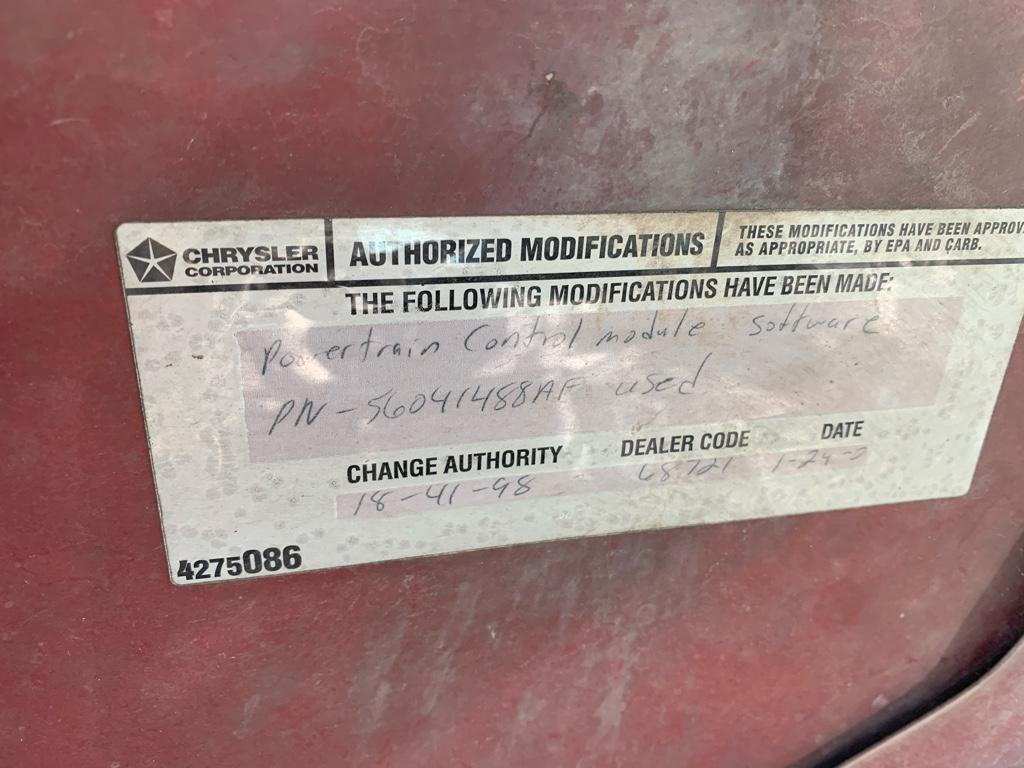 CHRYSLER
CORPORATION
AUTHORIZED MODIFICATIONS
THESE MODIFICATIONS HAVE BEEN
AS APPROPRIATE, BY EPA AND CARB.
THE FOLLOWING MODIFICATIONS HAVE BEEN MADE:
Powertrain Control module software
PN-56041488AF used
CHANGE AUTHORITY DEALER CODE DATE
18-41-98 68721
4275086